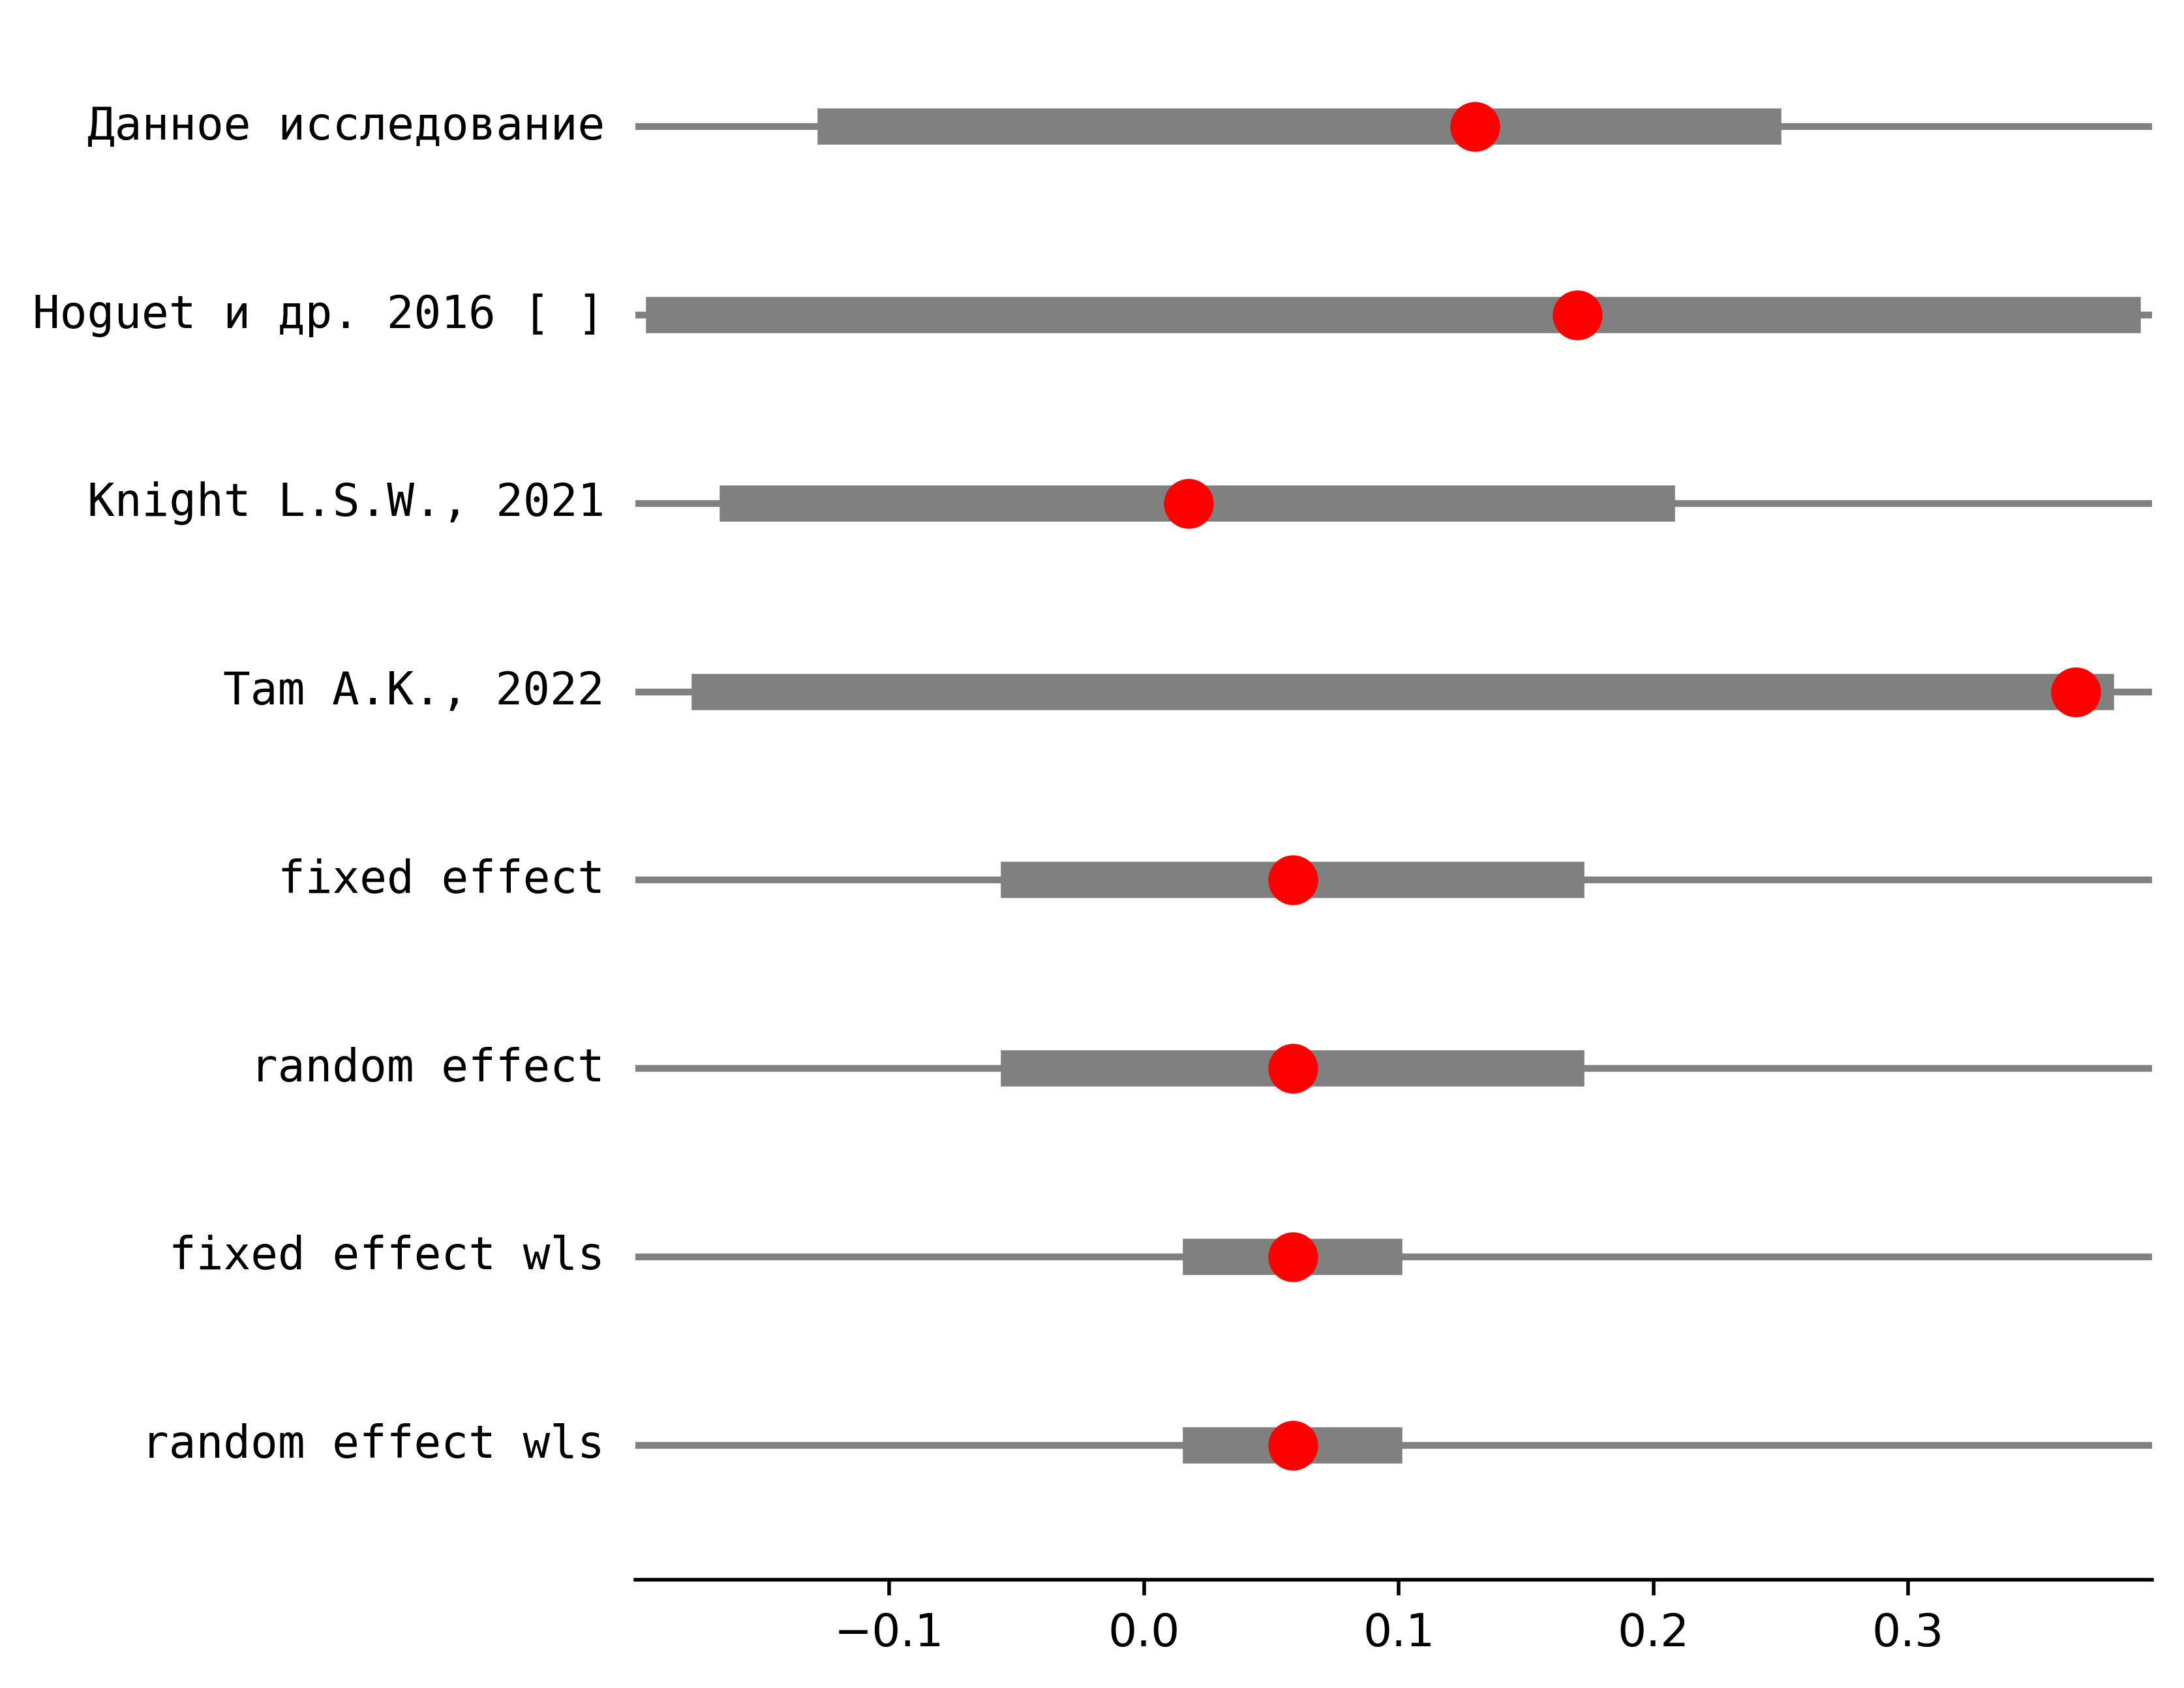 Данное исследование
Hoguet и др. 2016 [ ]
Knight L.S.W., 2021
Tam A.K., 2022
fixed effect
random effect
fixed effect wls
random effect wls
−0.1 0.0 0.1 0.2 0.3